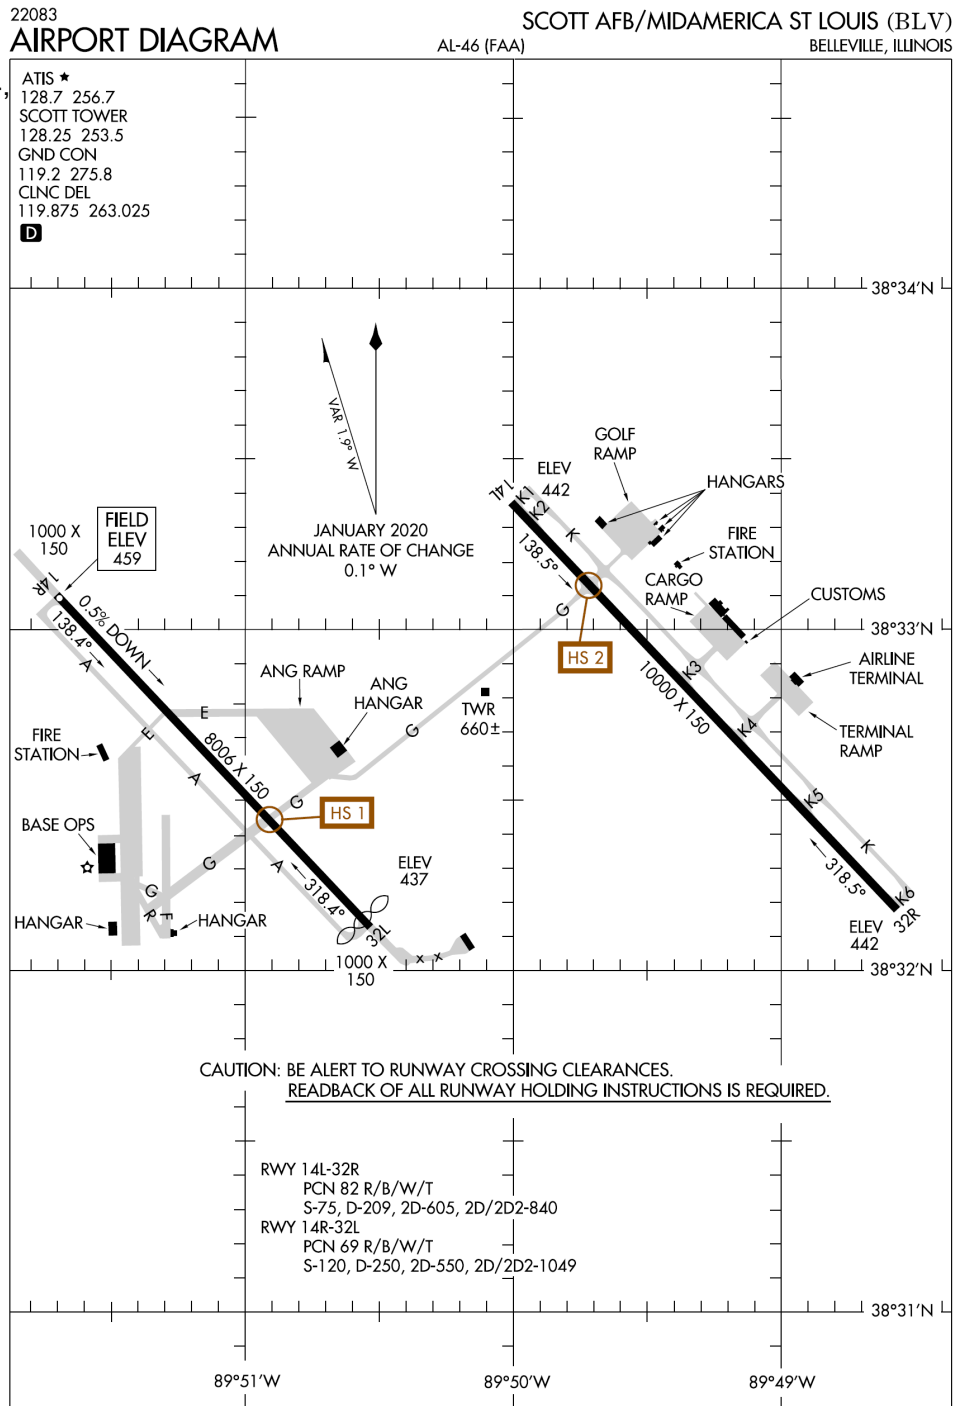 22083
AIRPORT DIAGRAM
AL-46 (FAA)
SCOTT AFB/MIDAMERICA ST LOUIS (BLV)
BELLEVILLE, ILLINOIS
ATIS ★
128.7 256.7
SCOTT TOWER
128.25 253.5
GND CON
119.2 275.8
CLNC DEL
119.875 263.025
D
38°34'N
VAR 1.9° W
JANUARY 2020
ANNUAL RATE OF CHANGE
0.1° W
GOLF
RAMP
ELEV
442
HANGARS
14L
K1
K2
K
138.5°
FIRE
STATION
CARGO
RAMP
CUSTOMS
1000 X
150
FIELD
ELEV
459
14R
0.5% DOWN
138.4°
A
G
HS 2
38°33'N
K3
10000 X 150
AIRLINE
TERMINAL
ANG RAMP
ANG
HANGAR
TWR
660±
E
E
G
K4
TERMINAL
RAMP
FIRE
STATION
8006 X 150
A
G
HS 1
K5
BASE OPS
K
G
A
ELEV
437
318.4°
318.5°
G
R
F
HANGAR
HANGAR
32L
K6
32R
ELEV
442
1000 X
150
x x
38°32'N
CAUTION: BE ALERT TO RUNWAY CROSSING CLEARANCES.
READBACK OF ALL RUNWAY HOLDING INSTRUCTIONS IS REQUIRED.
RWY 14L-32R
PCN 82 R/B/W/T
S-75, D-209, 2D-605, 2D/2D2-840
RWY 14R-32L
PCN 69 R/B/W/T
S-120, D-250, 2D-550, 2D/2D2-1049
38°31'N
89°51'W
89°50'W
89°49'W